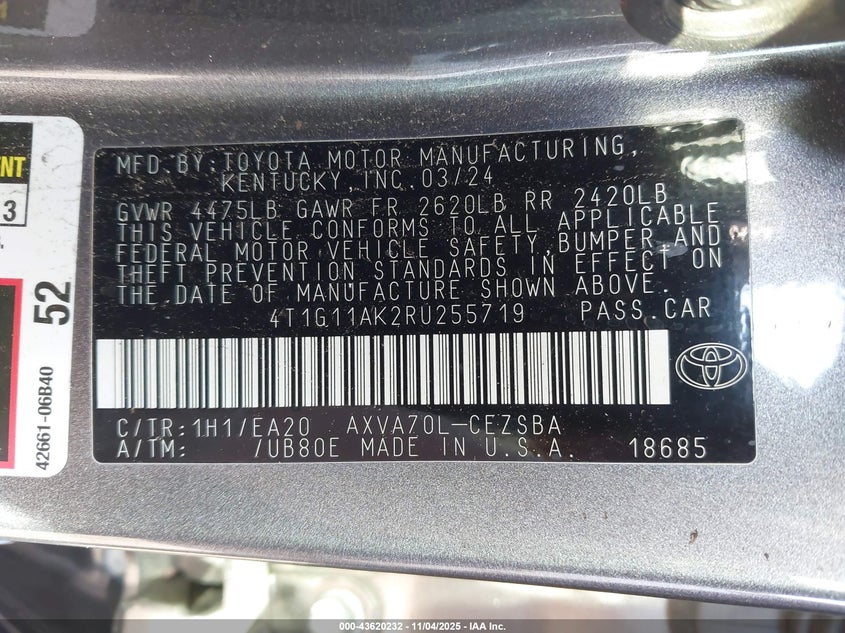 MFD.BY:TOYOTA MOTOR MANUFACTURING,
KENTUCKY,INC.03/24
GVWR 4475LB GAWR FR 2620LB RR 2420LB
THIS VEHICLE CONFORMS TO ALL APPLICABLE
FEDERAL MOTOR VEHICLE SAFETY,BUMPER,AND
THEFT PREVENTION STANDARDS IN EFFECT ON
THE DATE OF MANUFACTURE SHOWN ABOVE.
4T1G11AK2RU255719 PASS.CAR
C/TR:1H1/EA20 AXVA70L-CEZSBA
A/TM: /UB80E MADE IN U.S.A. 18685
3
52
42661-06B40
000-43620232 - 11/04/2025 - IAA Inc.